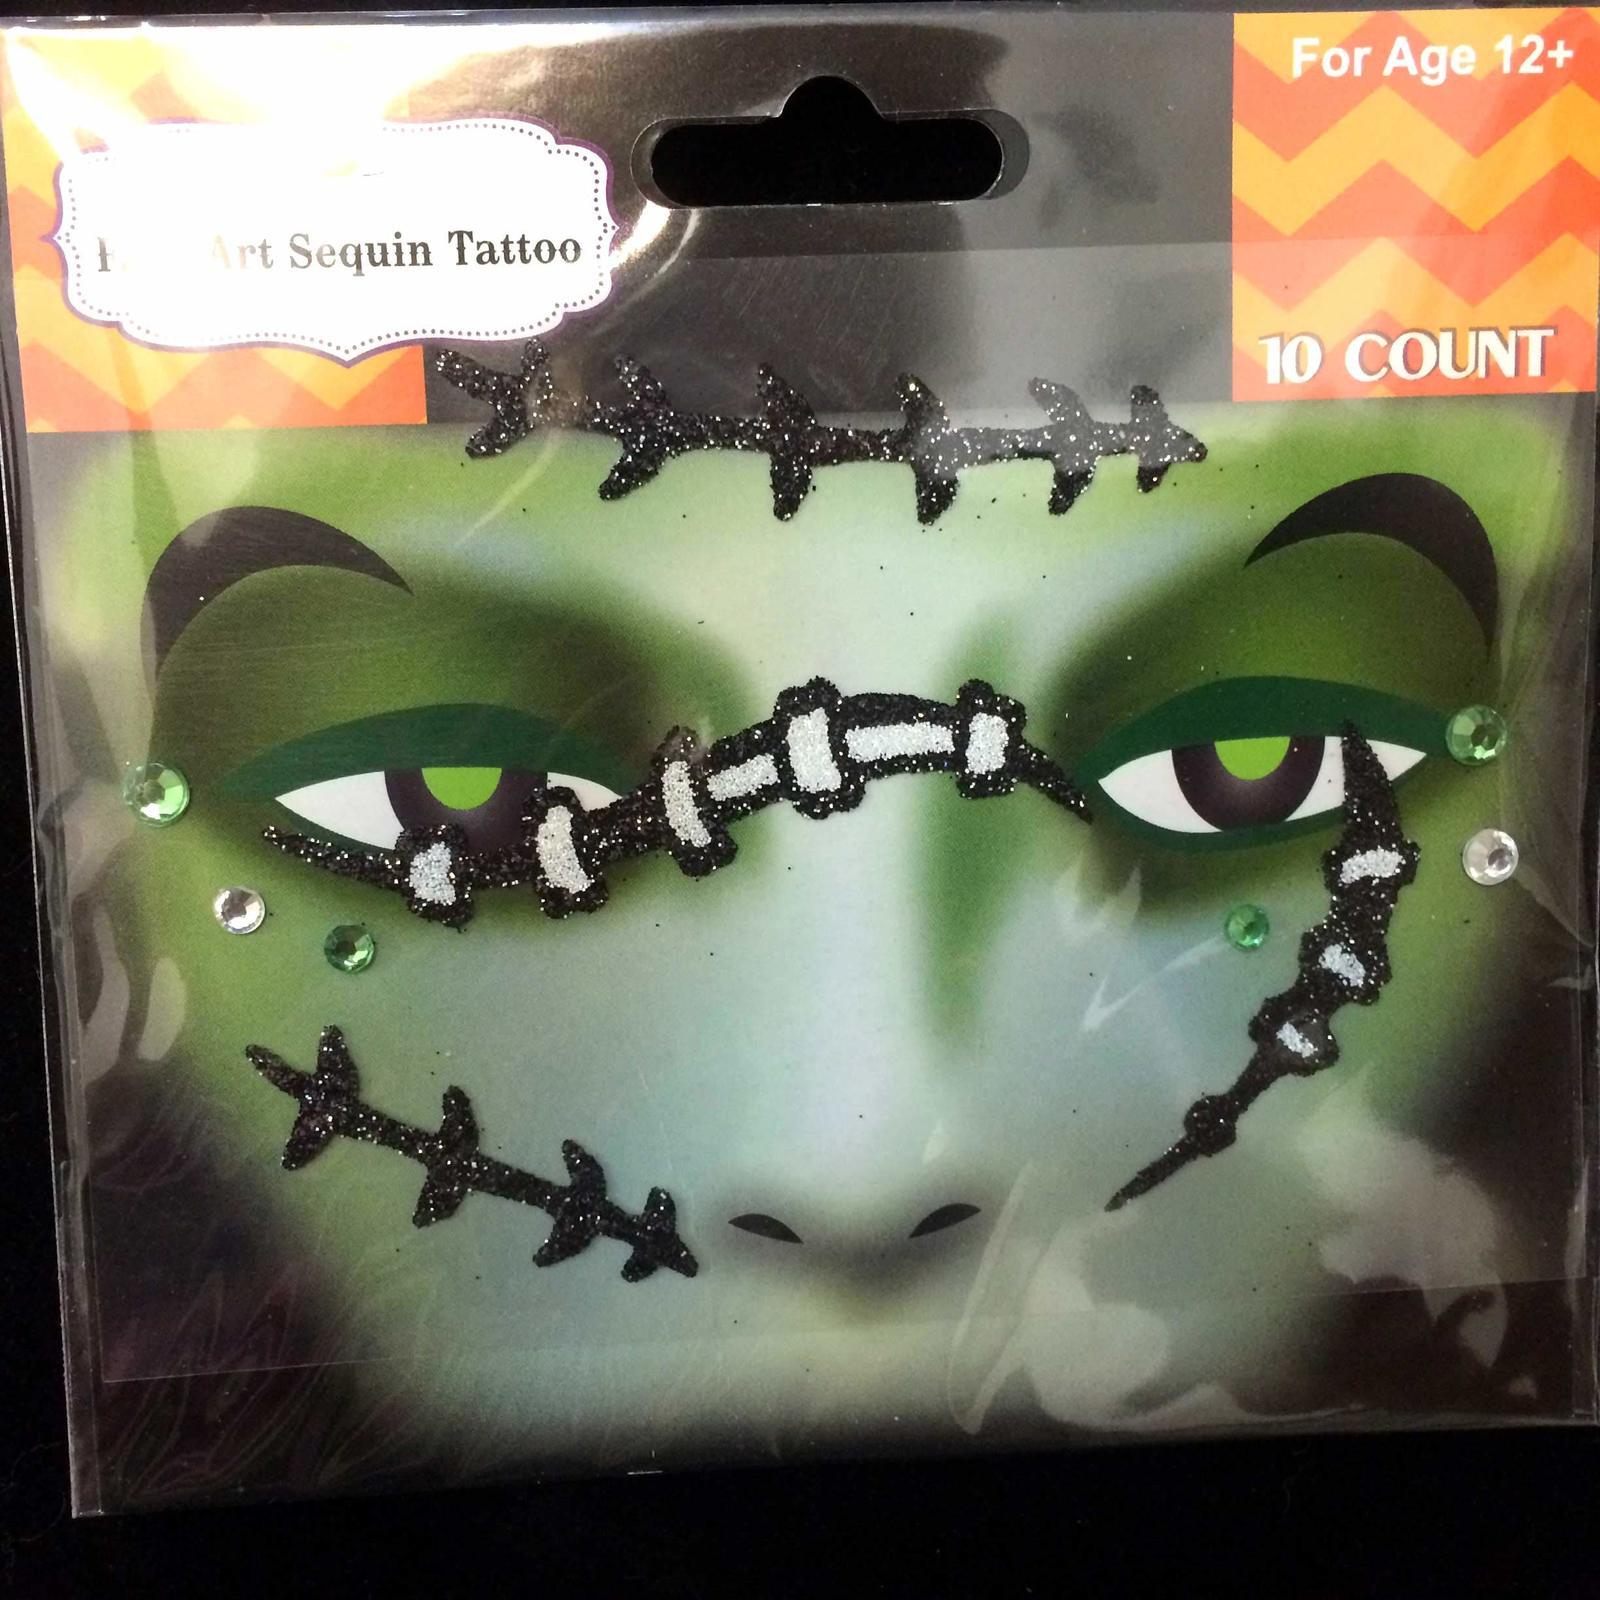 For Age 12+
Art Sequin Tattoo
10 COUNT